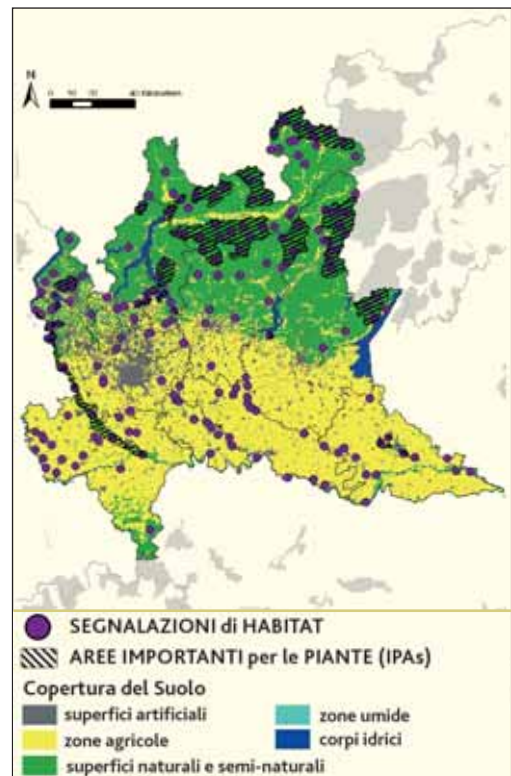 N
0
SEGNALAZIONI di HABITAT
AREE IMPORTANTI per le PIANTE (IPAs)
Copertura del Suolo
superfici artificiali
zone umide
zone agricole
corpi idrici
superfici naturali e semi-naturali